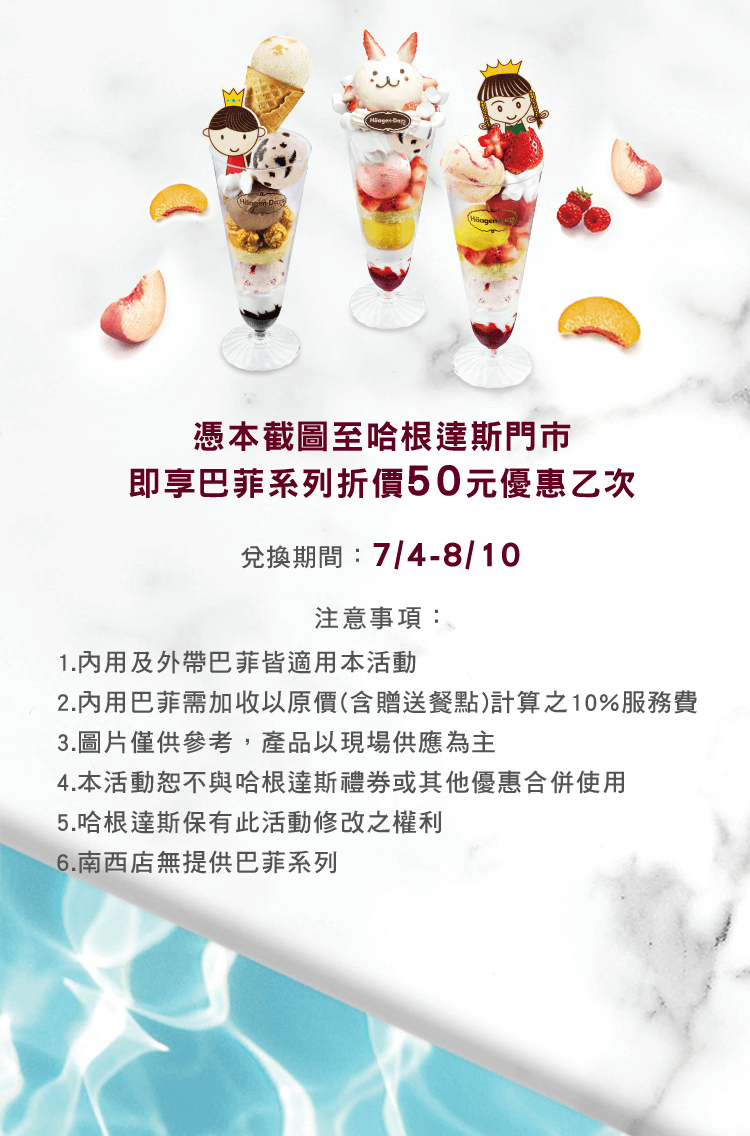 Häagen-Dazs
Häagen-Dazs
Häagen-Dazs
憑本截圖至哈根達斯門市
即享巴菲系列折價50元優惠乙次
兌換期間：7/4-8/10
注意事項：
1.內用及外帶巴菲皆適用本活動
2.內用巴菲需加收以原價(含贈送餐點)計算之10%服務費
3.圖片僅供參考，產品以現場供應為主
4.本活動恕不與哈根達斯禮券或其他優惠合併使用
5.哈根達斯保有此活動修改之權利
6.南西店無提供巴菲系列